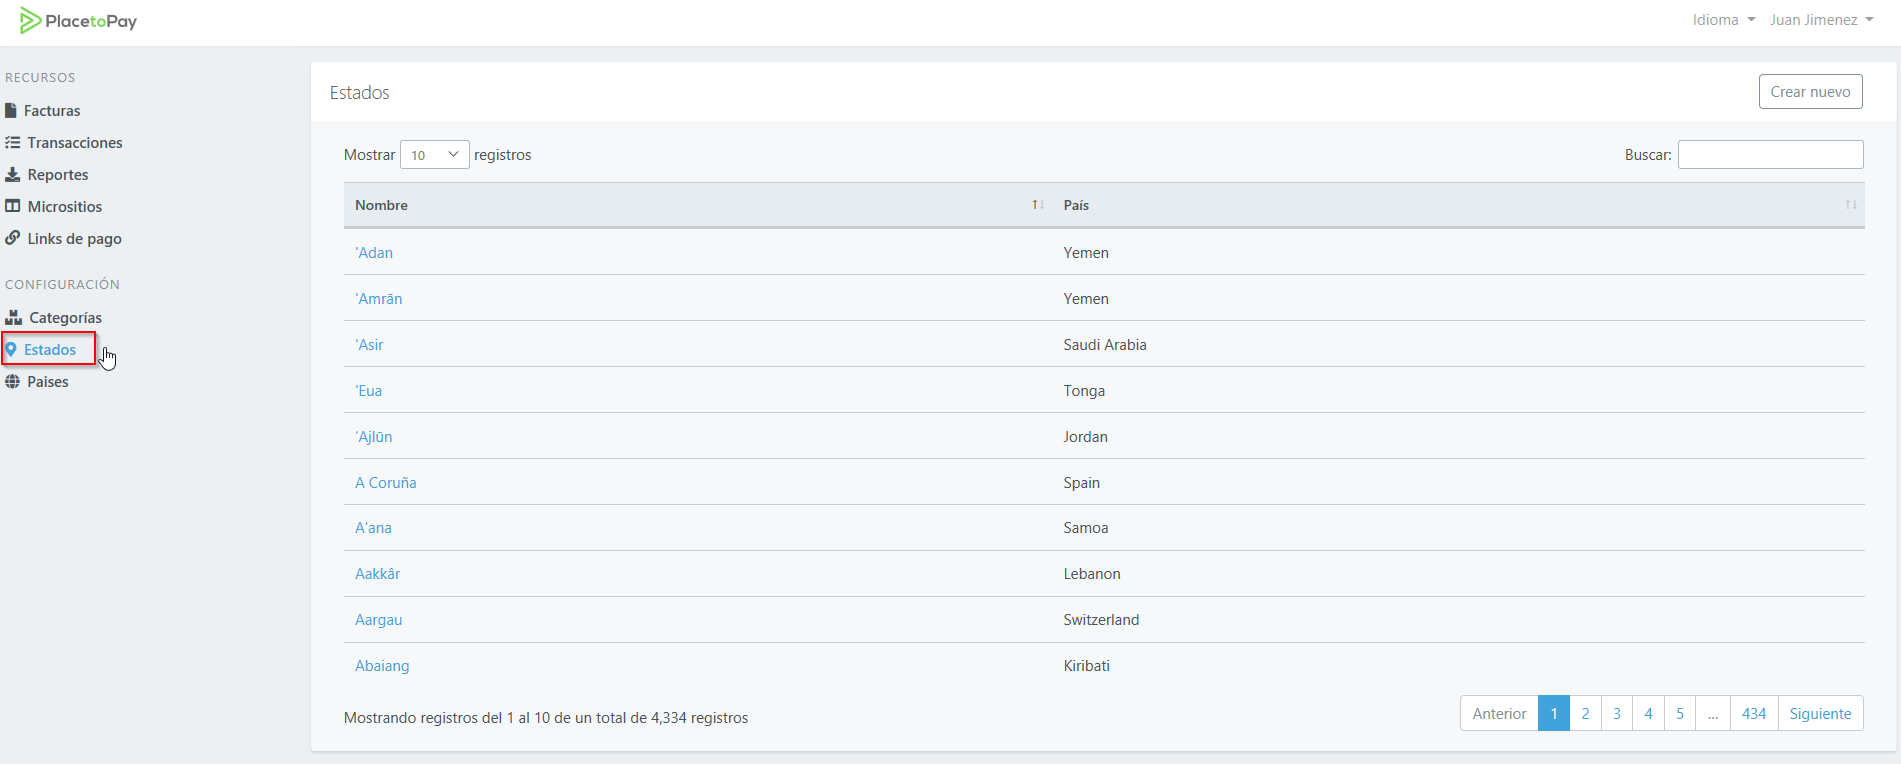 PlacetoPay
Idioma Juan Jimenez
RECURSOS
Facturas
Transacciones
Reportes
Micrositios
Links de pago
CONFIGURACIÓN
Categorías
Estados
Paises
Estados
Crear nuevo
Mostrar 10 registros
Buscar:
Nombre País
'Adan Yemen
'Amrān Yemen
'Asir Saudi Arabia
'Eua Tonga
'Ajlūn Jordan
A Coruña Spain
A'ana Samoa
Aakkâr Lebanon
Aargau Switzerland
Abaiang Kiribati
Mostrando registros del 1 al 10 de un total de 4,334 registros
Anterior 1 2 3 4 5 ... 434 Siguiente